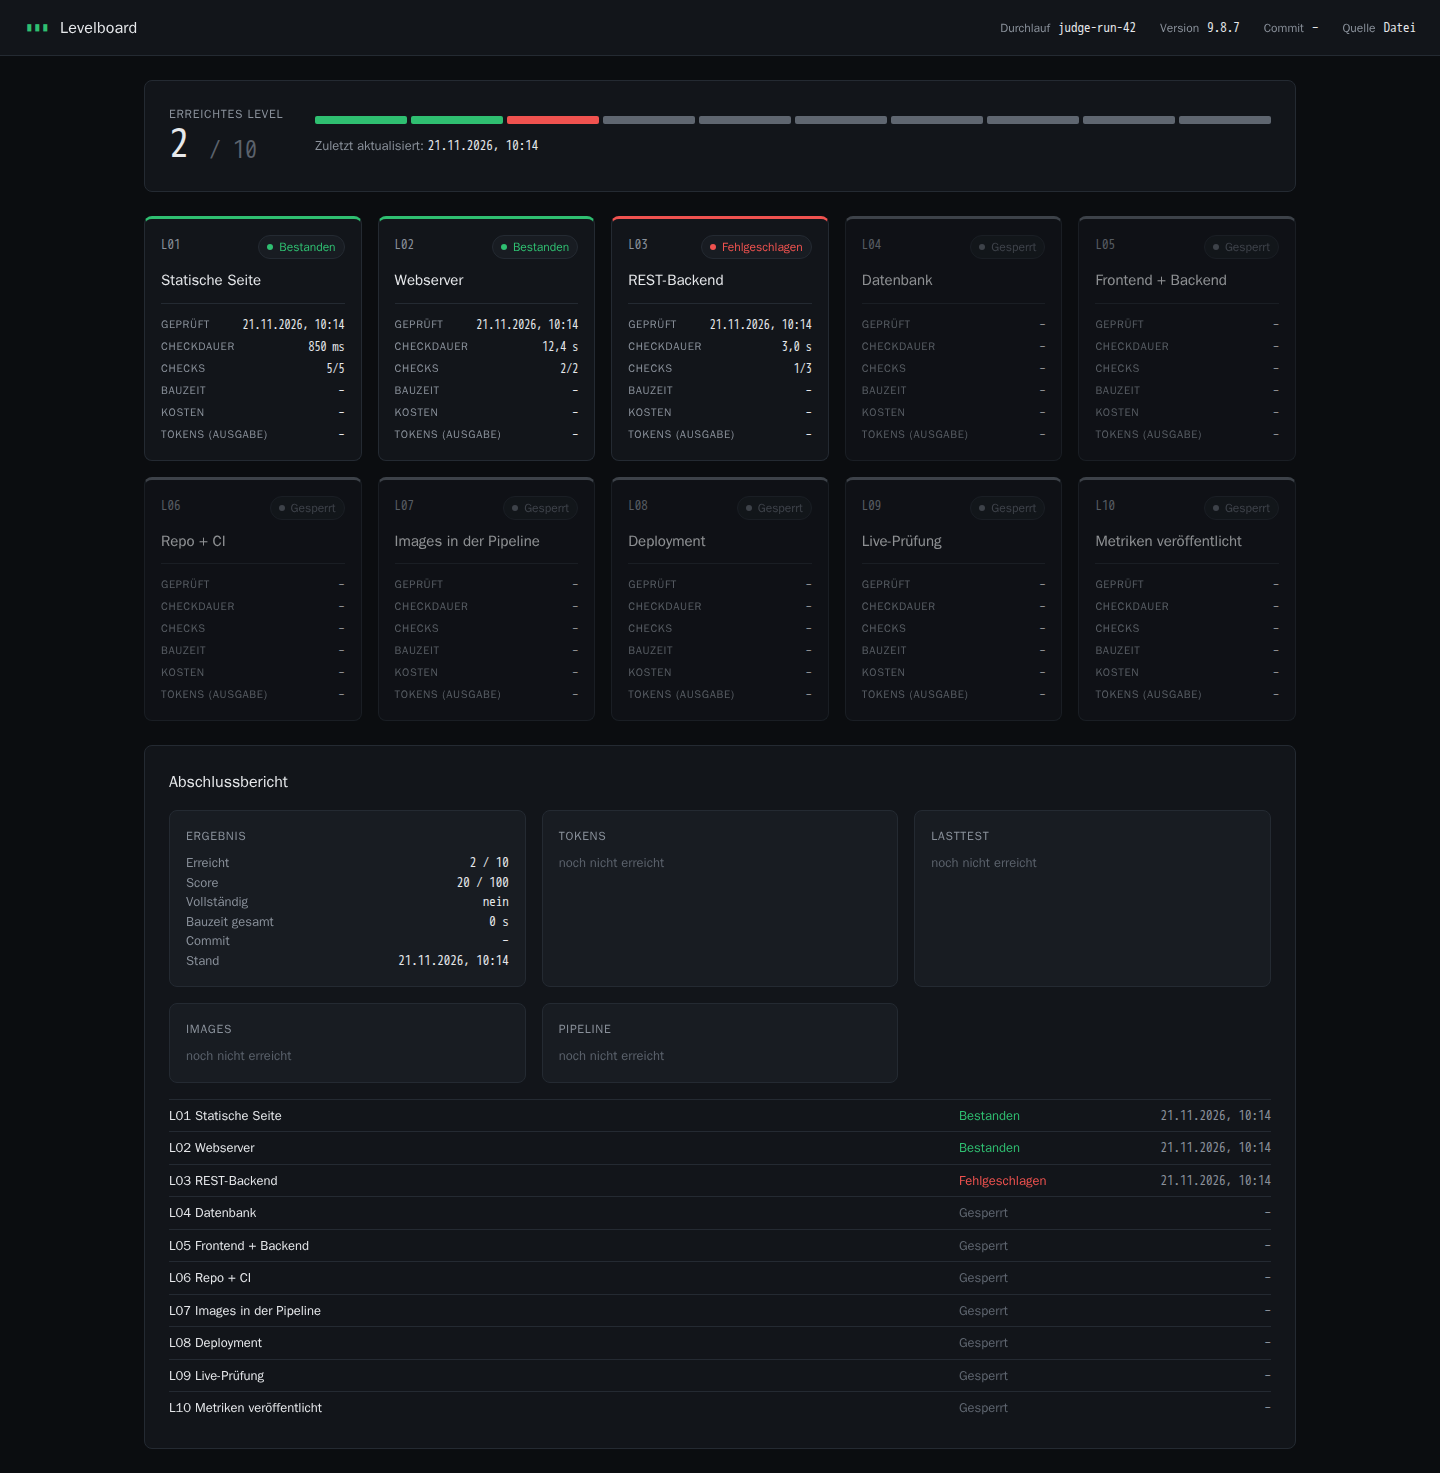 Levelboard
Durchlauf judge-run-42 Version 9.8.7 Commit – Quelle Datei
ERREICHTES LEVEL
2 / 10
Zuletzt aktualisiert: 21.11.2026, 10:14
L01 Bestanden
Statische Seite
GEPRÜFT 21.11.2026, 10:14
CHECKDAUER 850 ms
CHECKS 5/5
BAUZEIT –
KOSTEN –
TOKENS (AUSGABE) –
L02 Bestanden
Webserver
GEPRÜFT 21.11.2026, 10:14
CHECKDAUER 12,4 s
CHECKS 2/2
BAUZEIT –
KOSTEN –
TOKENS (AUSGABE) –
L03 Fehlgeschlagen
REST-Backend
GEPRÜFT 21.11.2026, 10:14
CHECKDAUER 3,0 s
CHECKS 1/3
BAUZEIT –
KOSTEN –
TOKENS (AUSGABE) –
L04 Gesperrt
Datenbank
GEPRÜFT –
CHECKDAUER –
CHECKS –
BAUZEIT –
KOSTEN –
TOKENS (AUSGABE) –
L05 Gesperrt
Frontend + Backend
GEPRÜFT –
CHECKDAUER –
CHECKS –
BAUZEIT –
KOSTEN –
TOKENS (AUSGABE) –
L06 Gesperrt
Repo + CI
GEPRÜFT –
CHECKDAUER –
CHECKS –
BAUZEIT –
KOSTEN –
TOKENS (AUSGABE) –
L07 Gesperrt
Images in der Pipeline
GEPRÜFT –
CHECKDAUER –
CHECKS –
BAUZEIT –
KOSTEN –
TOKENS (AUSGABE) –
L08 Gesperrt
Deployment
GEPRÜFT –
CHECKDAUER –
CHECKS –
BAUZEIT –
KOSTEN –
TOKENS (AUSGABE) –
L09 Gesperrt
Live-Prüfung
GEPRÜFT –
CHECKDAUER –
CHECKS –
BAUZEIT –
KOSTEN –
TOKENS (AUSGABE) –
L10 Gesperrt
Metriken veröffentlicht
GEPRÜFT –
CHECKDAUER –
CHECKS –
BAUZEIT –
KOSTEN –
TOKENS (AUSGABE) –
Abschlussbericht
ERGEBNIS
Erreicht 2 / 10
Score 20 / 100
Vollständig nein
Bauzeit gesamt 0 s
Commit –
Stand 21.11.2026, 10:14
TOKENS
noch nicht erreicht
LASTTEST
noch nicht erreicht
IMAGES
noch nicht erreicht
PIPELINE
noch nicht erreicht
L01 Statische Seite Bestanden 21.11.2026, 10:14
L02 Webserver Bestanden 21.11.2026, 10:14
L03 REST-Backend Fehlgeschlagen 21.11.2026, 10:14
L04 Datenbank Gesperrt –
L05 Frontend + Backend Gesperrt –
L06 Repo + CI Gesperrt –
L07 Images in der Pipeline Gesperrt –
L08 Deployment Gesperrt –
L09 Live-Prüfung Gesperrt –
L10 Metriken veröffentlicht Gesperrt –